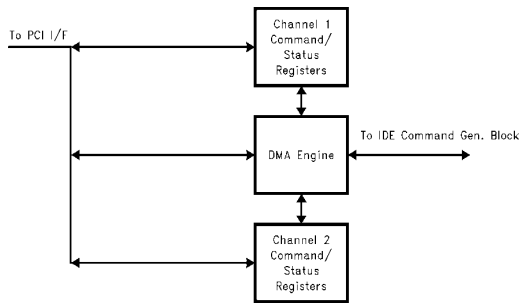 To PCI I/F
Channel 1
Command/
Status
Registers
DMA Engine
To IDE Command Gen. Block
Channel 2
Command/
Status
Registers